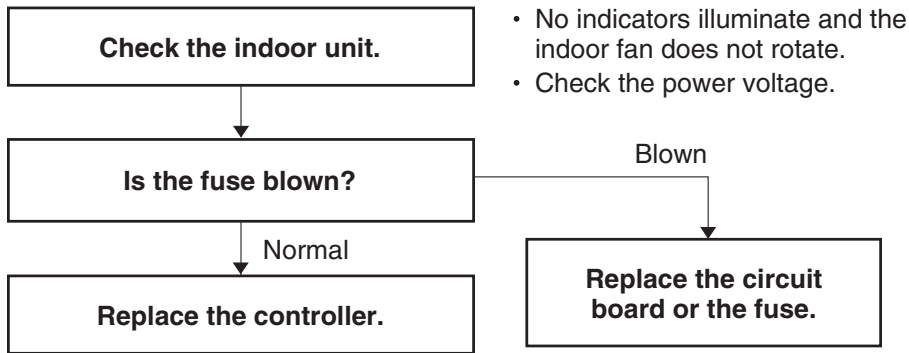 Check the indoor unit.
• No indicators illuminate and the
indoor fan does not rotate.
• Check the power voltage.
Is the fuse blown?
Blown
Normal
Replace the controller.
Replace the circuit
board or the fuse.